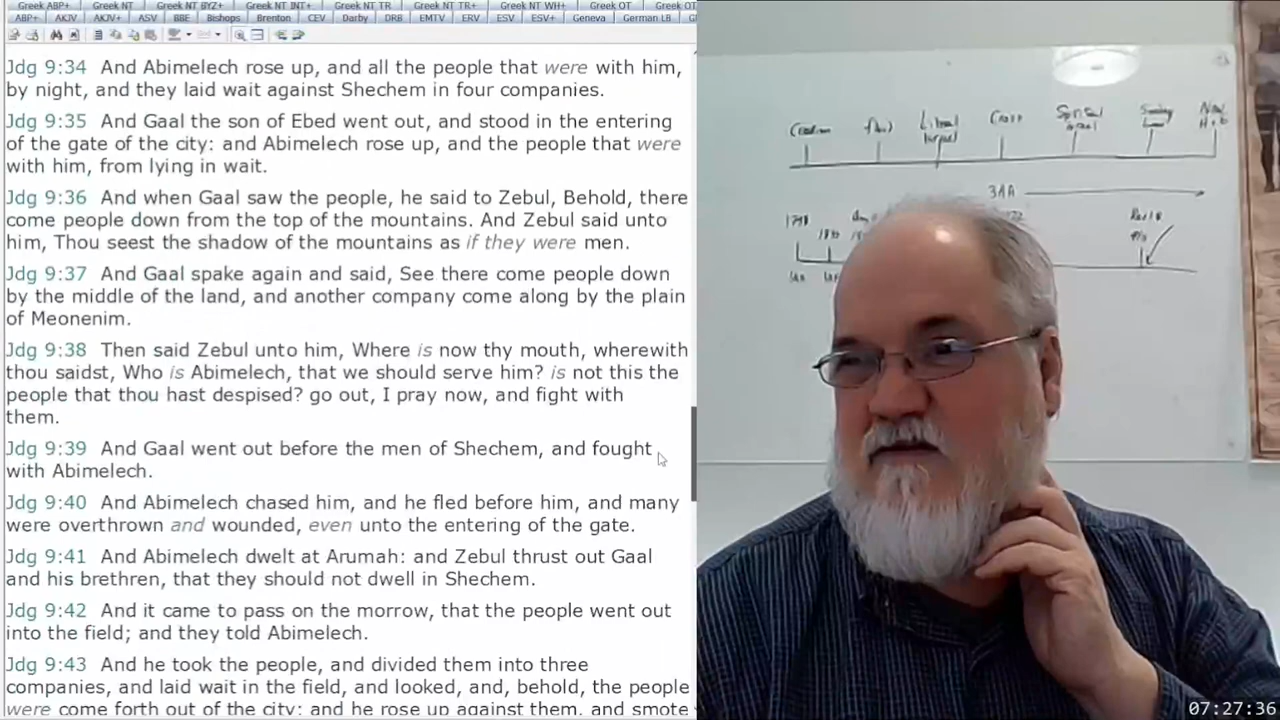 Greek ABP+ Greek NT Greek NT BYZ+ Greek NT INT+ Greek NT TR Greek NT TR+ Greek NT WH+ Greek OT Greek OT
ABP+ AKJV AKJV+ ASV BBE Bishops Brenton CEV Darby DRB EMTV ERV ESV ESV+ Geneva German LB
Jdg 9:34 And Abimelech rose up, and all the people that were with him,
by night, and they laid wait against Shechem in four companies.
Jdg 9:35 And Gaal the son of Ebed went out, and stood in the entering
of the gate of the city: and Abimelech rose up, and the people that were
with him, from lying in wait.
Jdg 9:36 And when Gaal saw the people, he said to Zebul, Behold, there
come people down from the top of the mountains. And Zebul said unto
him, Thou seest the shadow of the mountains as if they were men.
Jdg 9:37 And Gaal spake again and said, See there come people down
by the middle of the land, and another company come along by the plain
of Meonenim.
Jdg 9:38 Then said Zebul unto him, Where is now thy mouth, wherewith
thou saidst, Who is Abimelech, that we should serve him? is not this the
people that thou hast despised? go out, I pray now, and fight with
them.
Jdg 9:39 And Gaal went out before the men of Shechem, and fought
with Abimelech.
Jdg 9:40 And Abimelech chased him, and he fled before him, and many
were overthrown and wounded, even unto the entering of the gate.
Jdg 9:41 And Abimelech dwelt at Arumah: and Zebul thrust out Gaal
and his brethren, that they should not dwell in Shechem.
Jdg 9:42 And it came to pass on the morrow, that the people went out
into the field; and they told Abimelech.
Jdg 9:43 And he took the people, and divided them into three
companies, and laid wait in the field, and looked, and, behold, the people
were come forth out of the city; and he rose up against them, and smote
Creation Flood Literal Israel Cross Sunday Law
3AA
1798
07:27:36